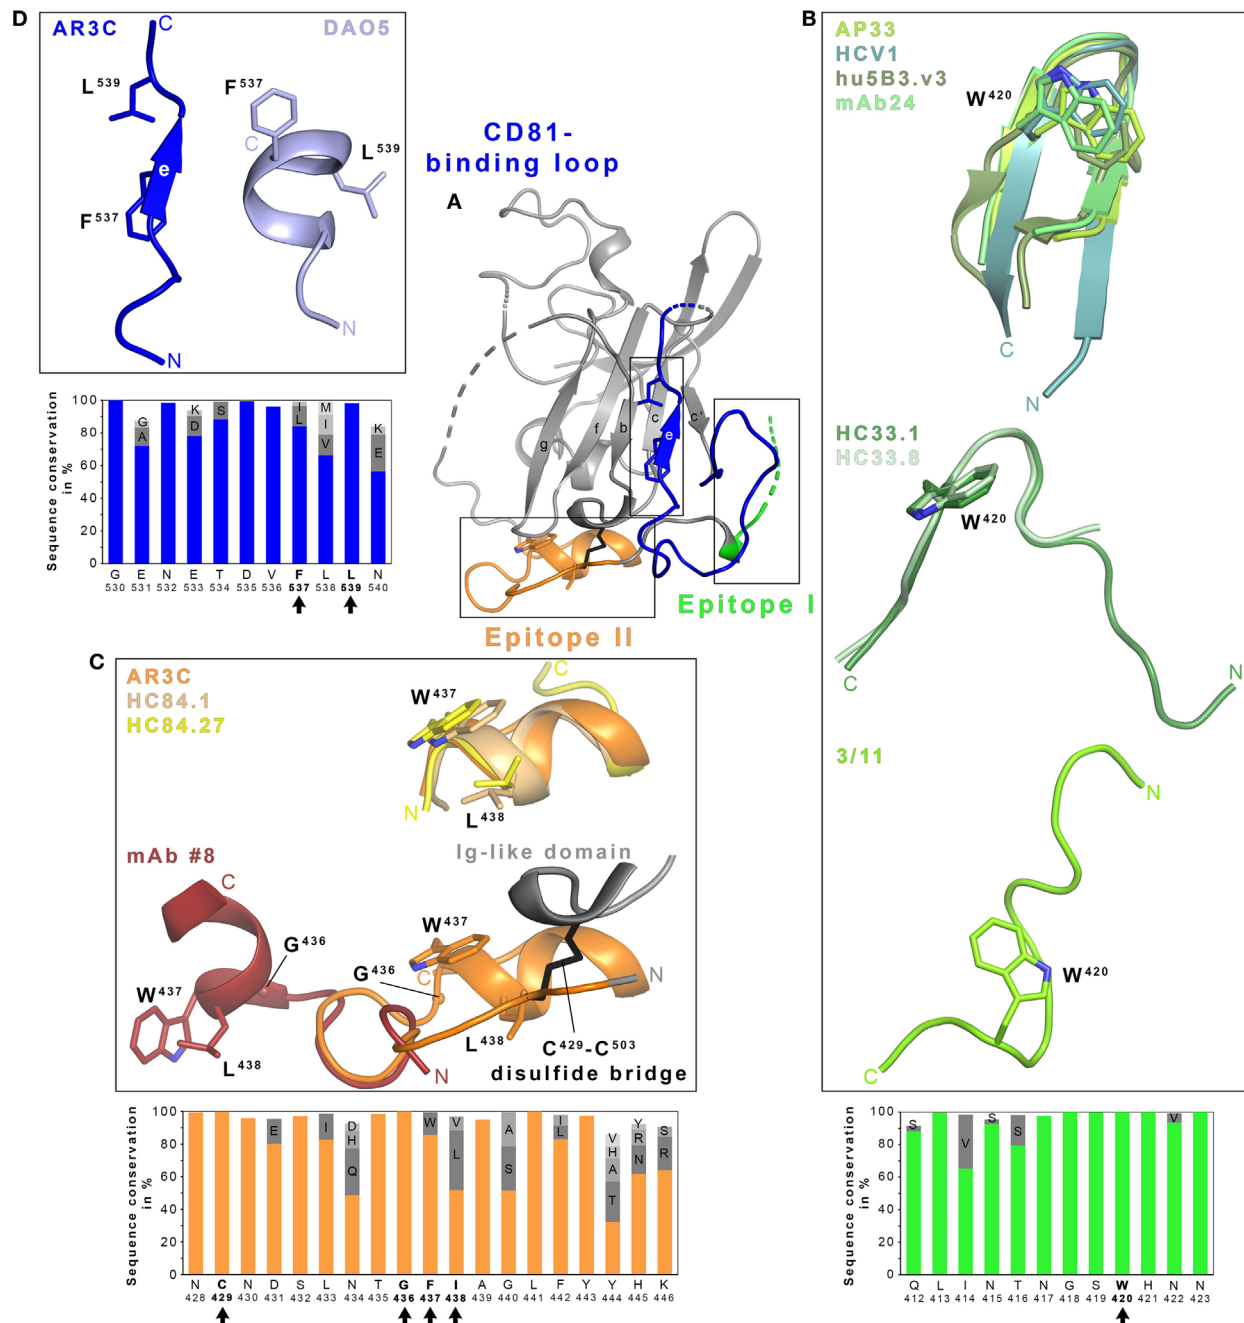 D
AR3C
C
DAO5
L539
F537
C
L539
e
F537
N
N
CD81-
binding loop
A
g
f
b
c
e
c'
Epitope I
Epitope II
B
AP33
HCV1
hu5B3.v3
mAb24
W420
C
N
HC33.1
HC33.8
W420
C
N
3/11
N
W420
C
Sequence conservation
in %
100
80
60
40
20
0
G A
K D
S
I L
M I V
K E
G E N E T D V F L L N
530 531 532 533 534 535 536 537 538 539 540
C
AR3C
HC84.1
HC84.27
C
W437
N
L438
mAb #8
C
Ig-like domain
G436
W437
G436
C
N
W437
L438
L438
N
C429-C503
disulfide bridge
Sequence conservation
in %
100
80
60
40
20
0
E
I
D H Q
W
V L
A S
I L
V H A T
Y R N
S R
N C N D S L N T G F I A G L F Y Y H K
428 429 430 431 432 433 434 435 436 437 438 439 440 441 442 443 444 445 446
Sequence conservation
in %
100
80
60
40
20
0
S
V
S
S
V
Q L I N T N G S W H N N
412 413 414 415 416 417 418 419 420 421 422 423